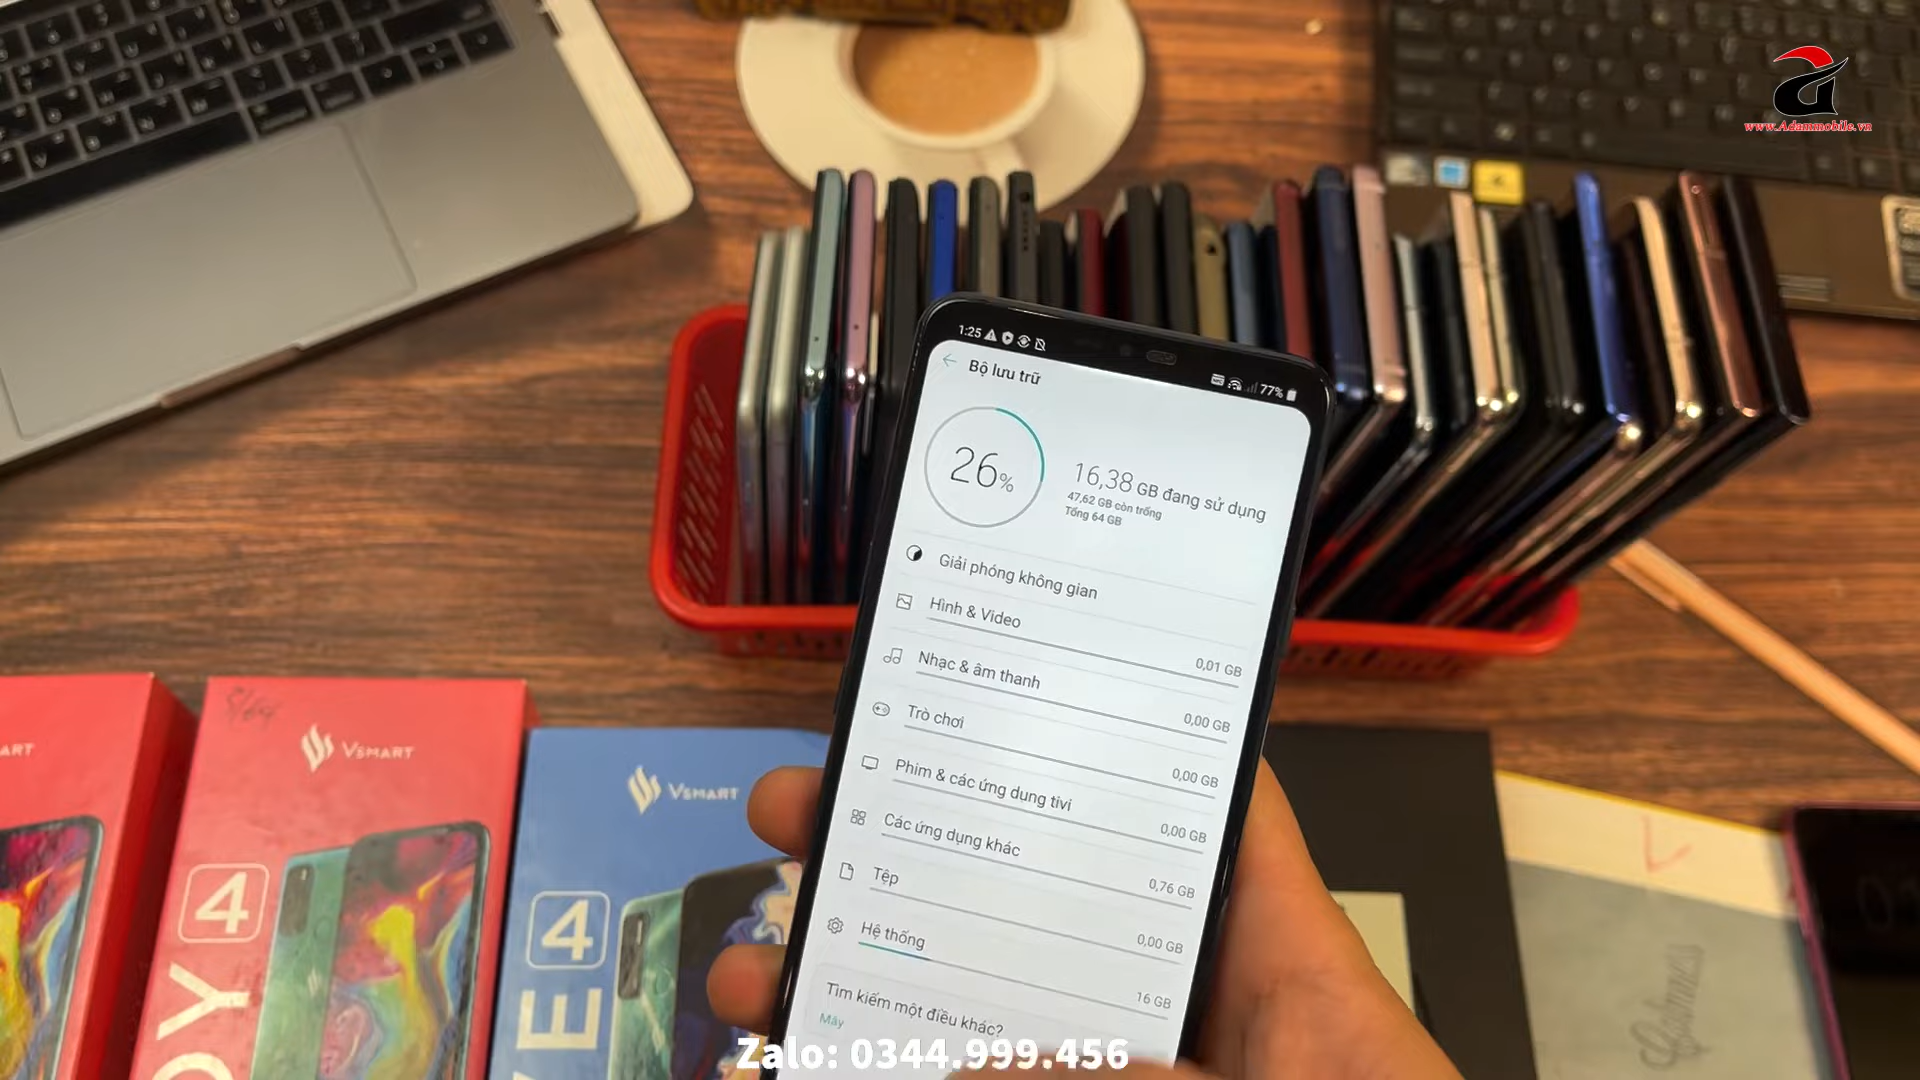 www.Adammobile.vn
1:25
77%
Bộ lưu trữ
26%
16,38 GB đang sử dụng
47,62 GB còn trống
Tổng 64 GB
Giải phóng không gian
Hình & Video
0,01 GB
Nhạc & âm thanh
0,00 GB
Trò chơi
0,00 GB
Phim & các ứng dụng tivi
0,00 GB
Các ứng dụng khác
0,76 GB
Tệp
0,00 GB
Hệ thống
16 GB
Tìm kiếm một điều khác?
Máy
ART
VSMART
4
OY
VSMART
4
E
Zalo: 0344.999.456